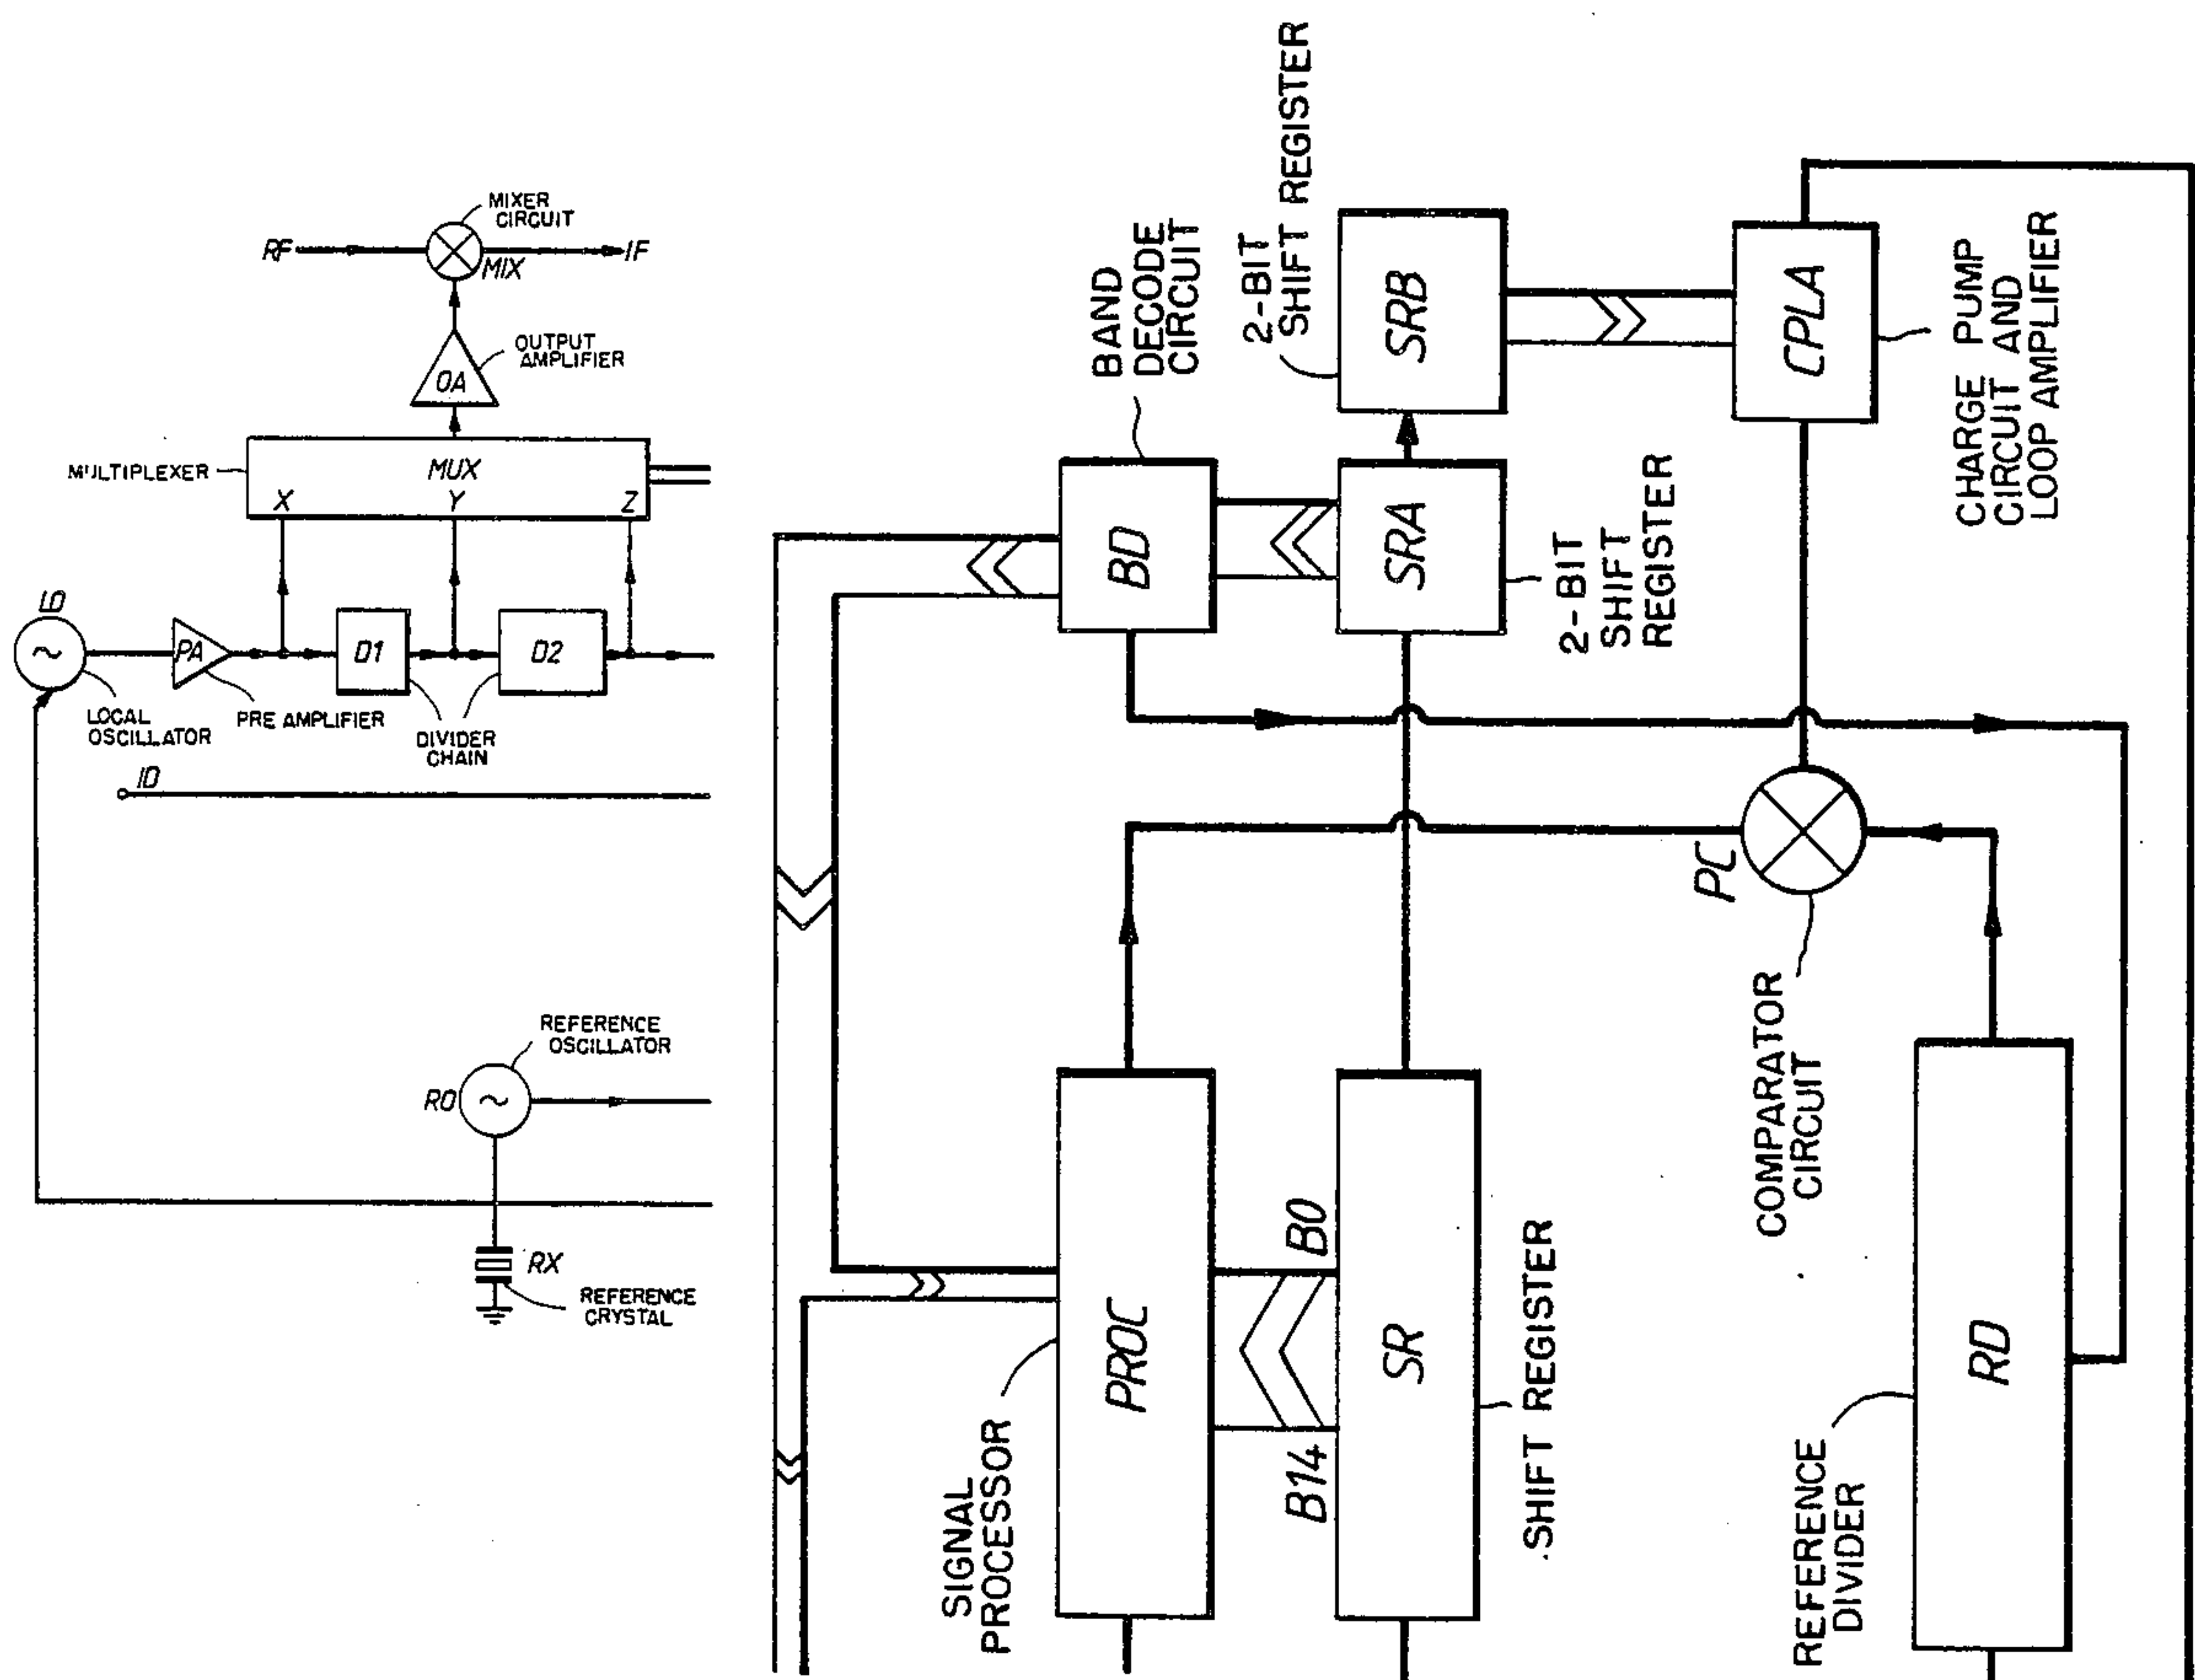 MIXER
CIRCUIT
RF
IF
MIX
OUTPUT
AMPLIFIER
OA
MULTIPLEXER
MUX
X
Y
Z
LO
PA
D1
D2
LOCAL
OSCILLATOR
PRE AMPLIFIER
DIVIDER
CHAIN
ID
REFERENCE
OSCILLATOR
RO
RX
REFERENCE
CRYSTAL
2-BIT
SHIFT REGISTER
BAND
DECODE
CIRCUIT
SRB
CPLA
CHARGE PUMP
CIRCUIT AND
LOOP AMPLIFIER
BD
SRA
2-BIT
SHIFT
REGISTER
PC
COMPARATOR
CIRCUIT
SIGNAL
PROCESSOR
PROC
B0
B14
SR
SHIFT REGISTER
REFERENCE
DIVIDER
RD